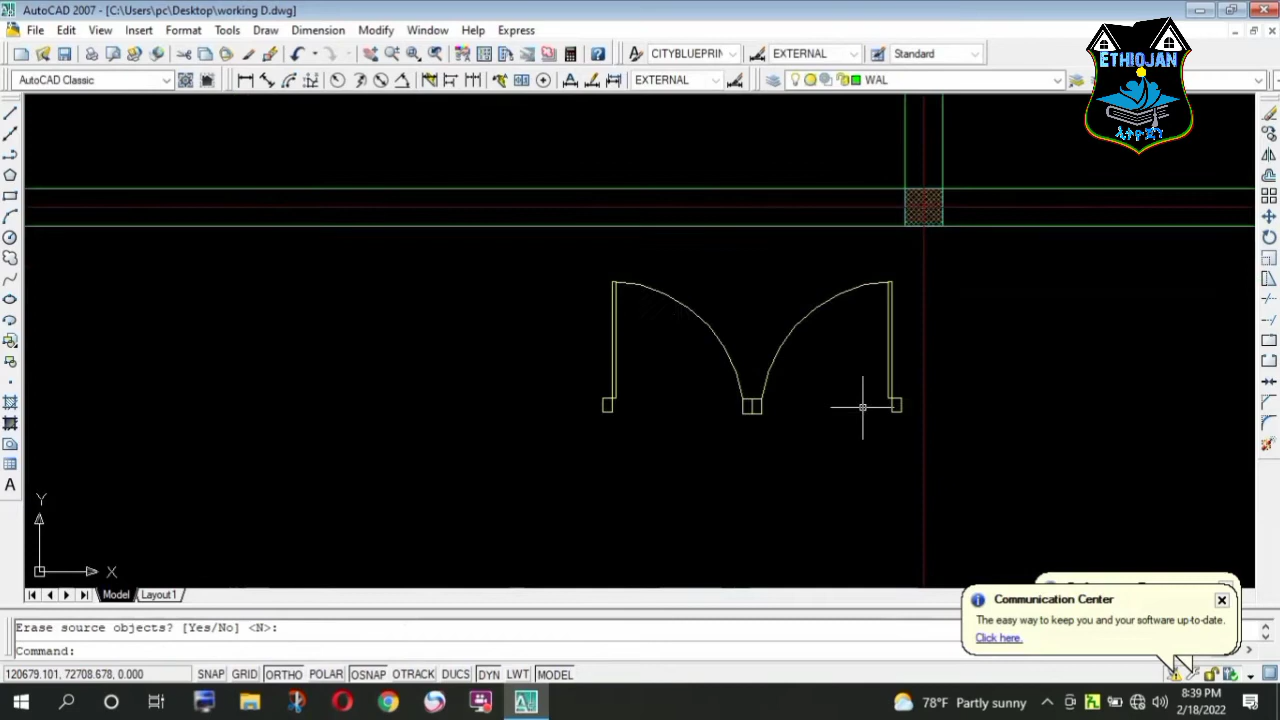 AutoCAD 2007 - [C:\Users\pc\Desktop\working D.dwg]
File Edit View Insert Format Tools Draw Dimension Modify Window Help Express
CITYBLUEPRIN EXTERNAL Standard
AutoCAD Classic EXTERNAL WAL
ETHIOJAN
ኢትዮጃን
Y
X
A
Model Layout1
Communication Center
The easy way to keep you and your software up-to-date.
Click here.
Erase source objects? [Yes/No] <N>:
Command:
120679.101, 72708.678, 0.000 SNAP GRID ORTHO POLAR OSNAP OTRACK DUCS DYN LWT MODEL
78°F Partly sunny
8:39 PM
2/18/2022